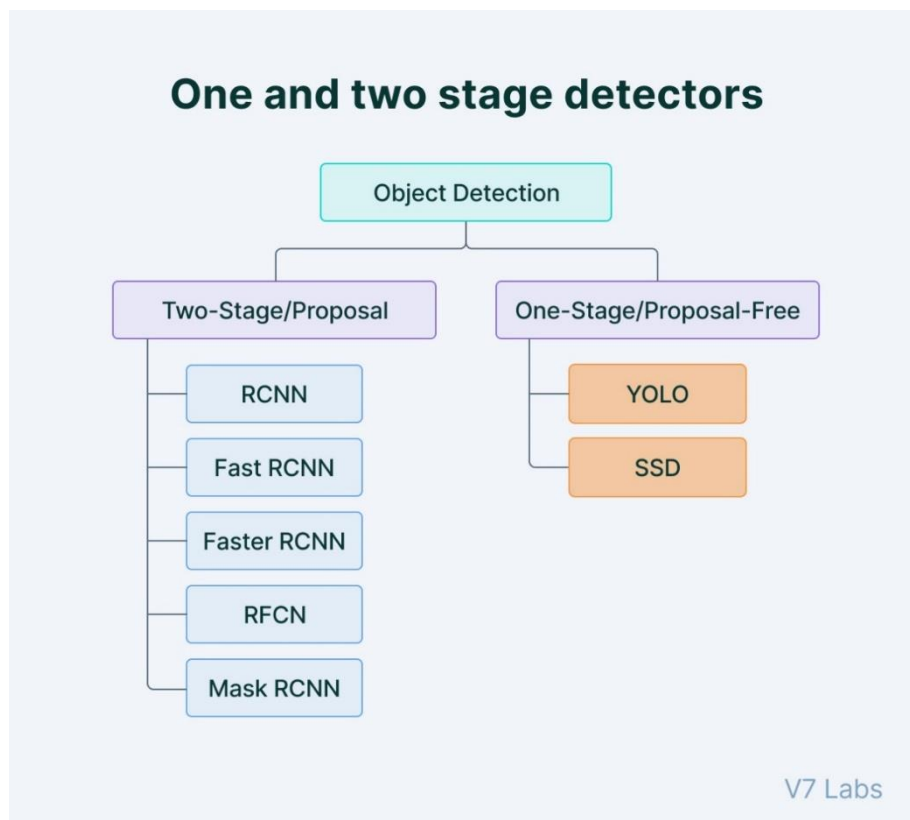 One and two stage detectors
Object Detection
Two-Stage/Proposal
One-Stage/Proposal-Free
RCNN
Fast RCNN
Faster RCNN
RFCN
Mask RCNN
YOLO
SSD
V7 Labs